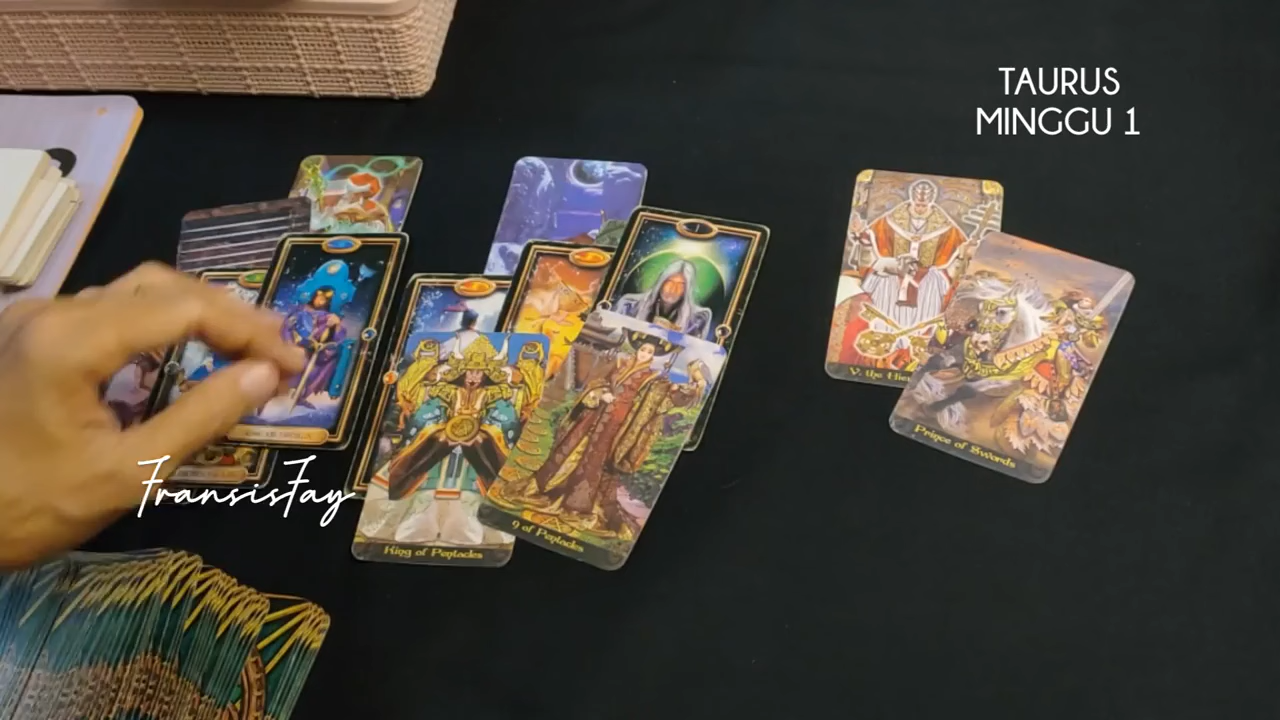 TAURUS
MINGGU 1
V. the Hie
Prince of Swords
FransisFay
King of Pentacles
9 of Pentacles